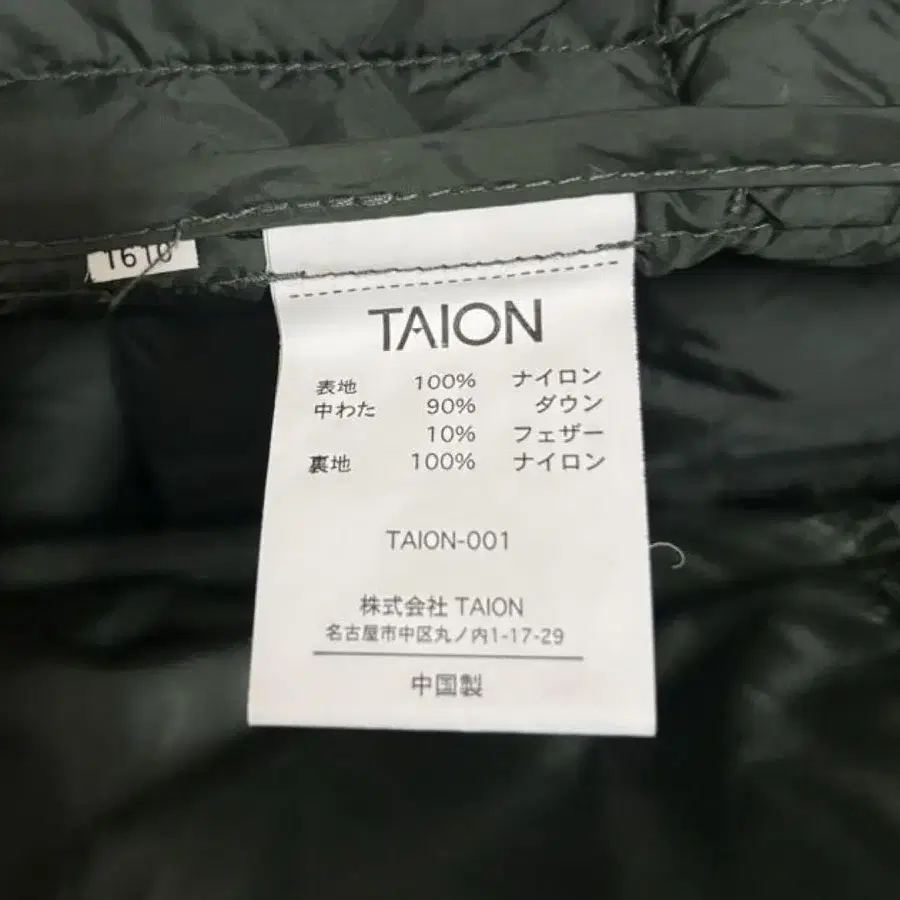 1610
TAION
表地 100% ナイロン
中わた 90% ダウン
10% フェザー
裏地 100% ナイロン
TAION-001
株式会社 TAION
名古屋市中区丸ノ内1-17-29
中国製